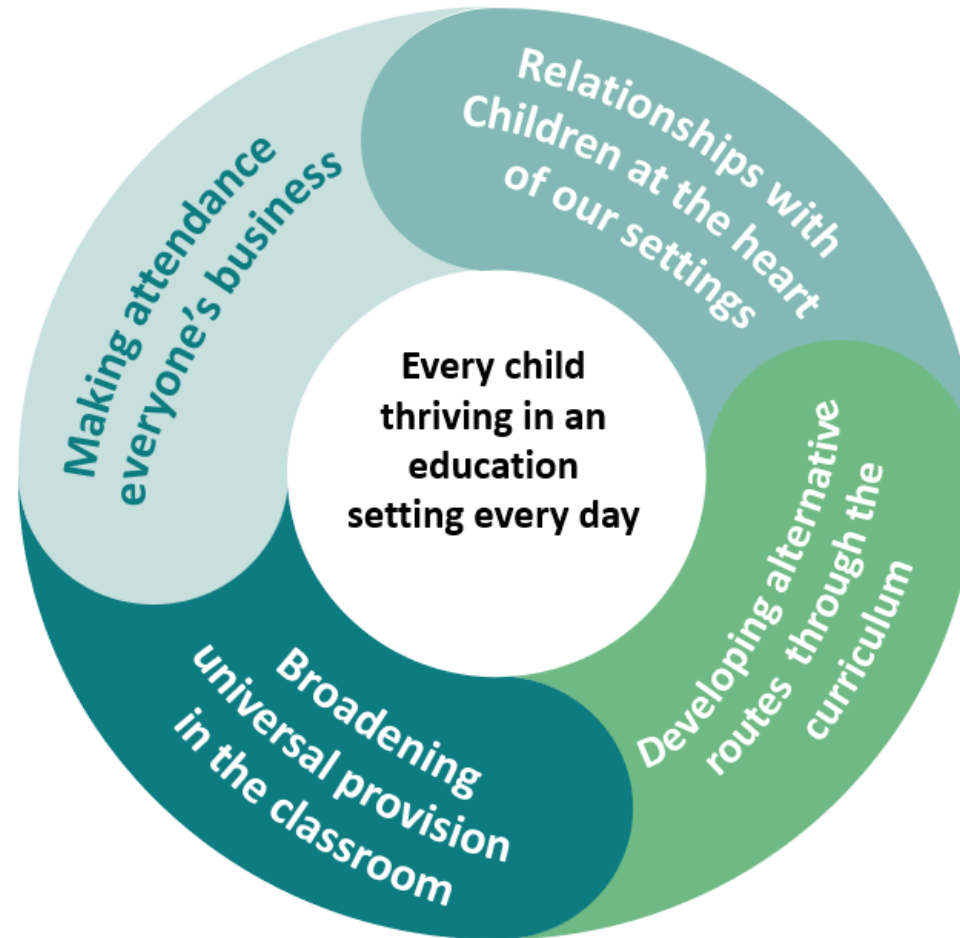 Relationships with
Children at the heart
of our settings
Developing alternative
routes through the
curriculum
Broadening
universal provision
in the classroom
Making attendance
everyone’s business
Every child
thriving in an
education
setting every day